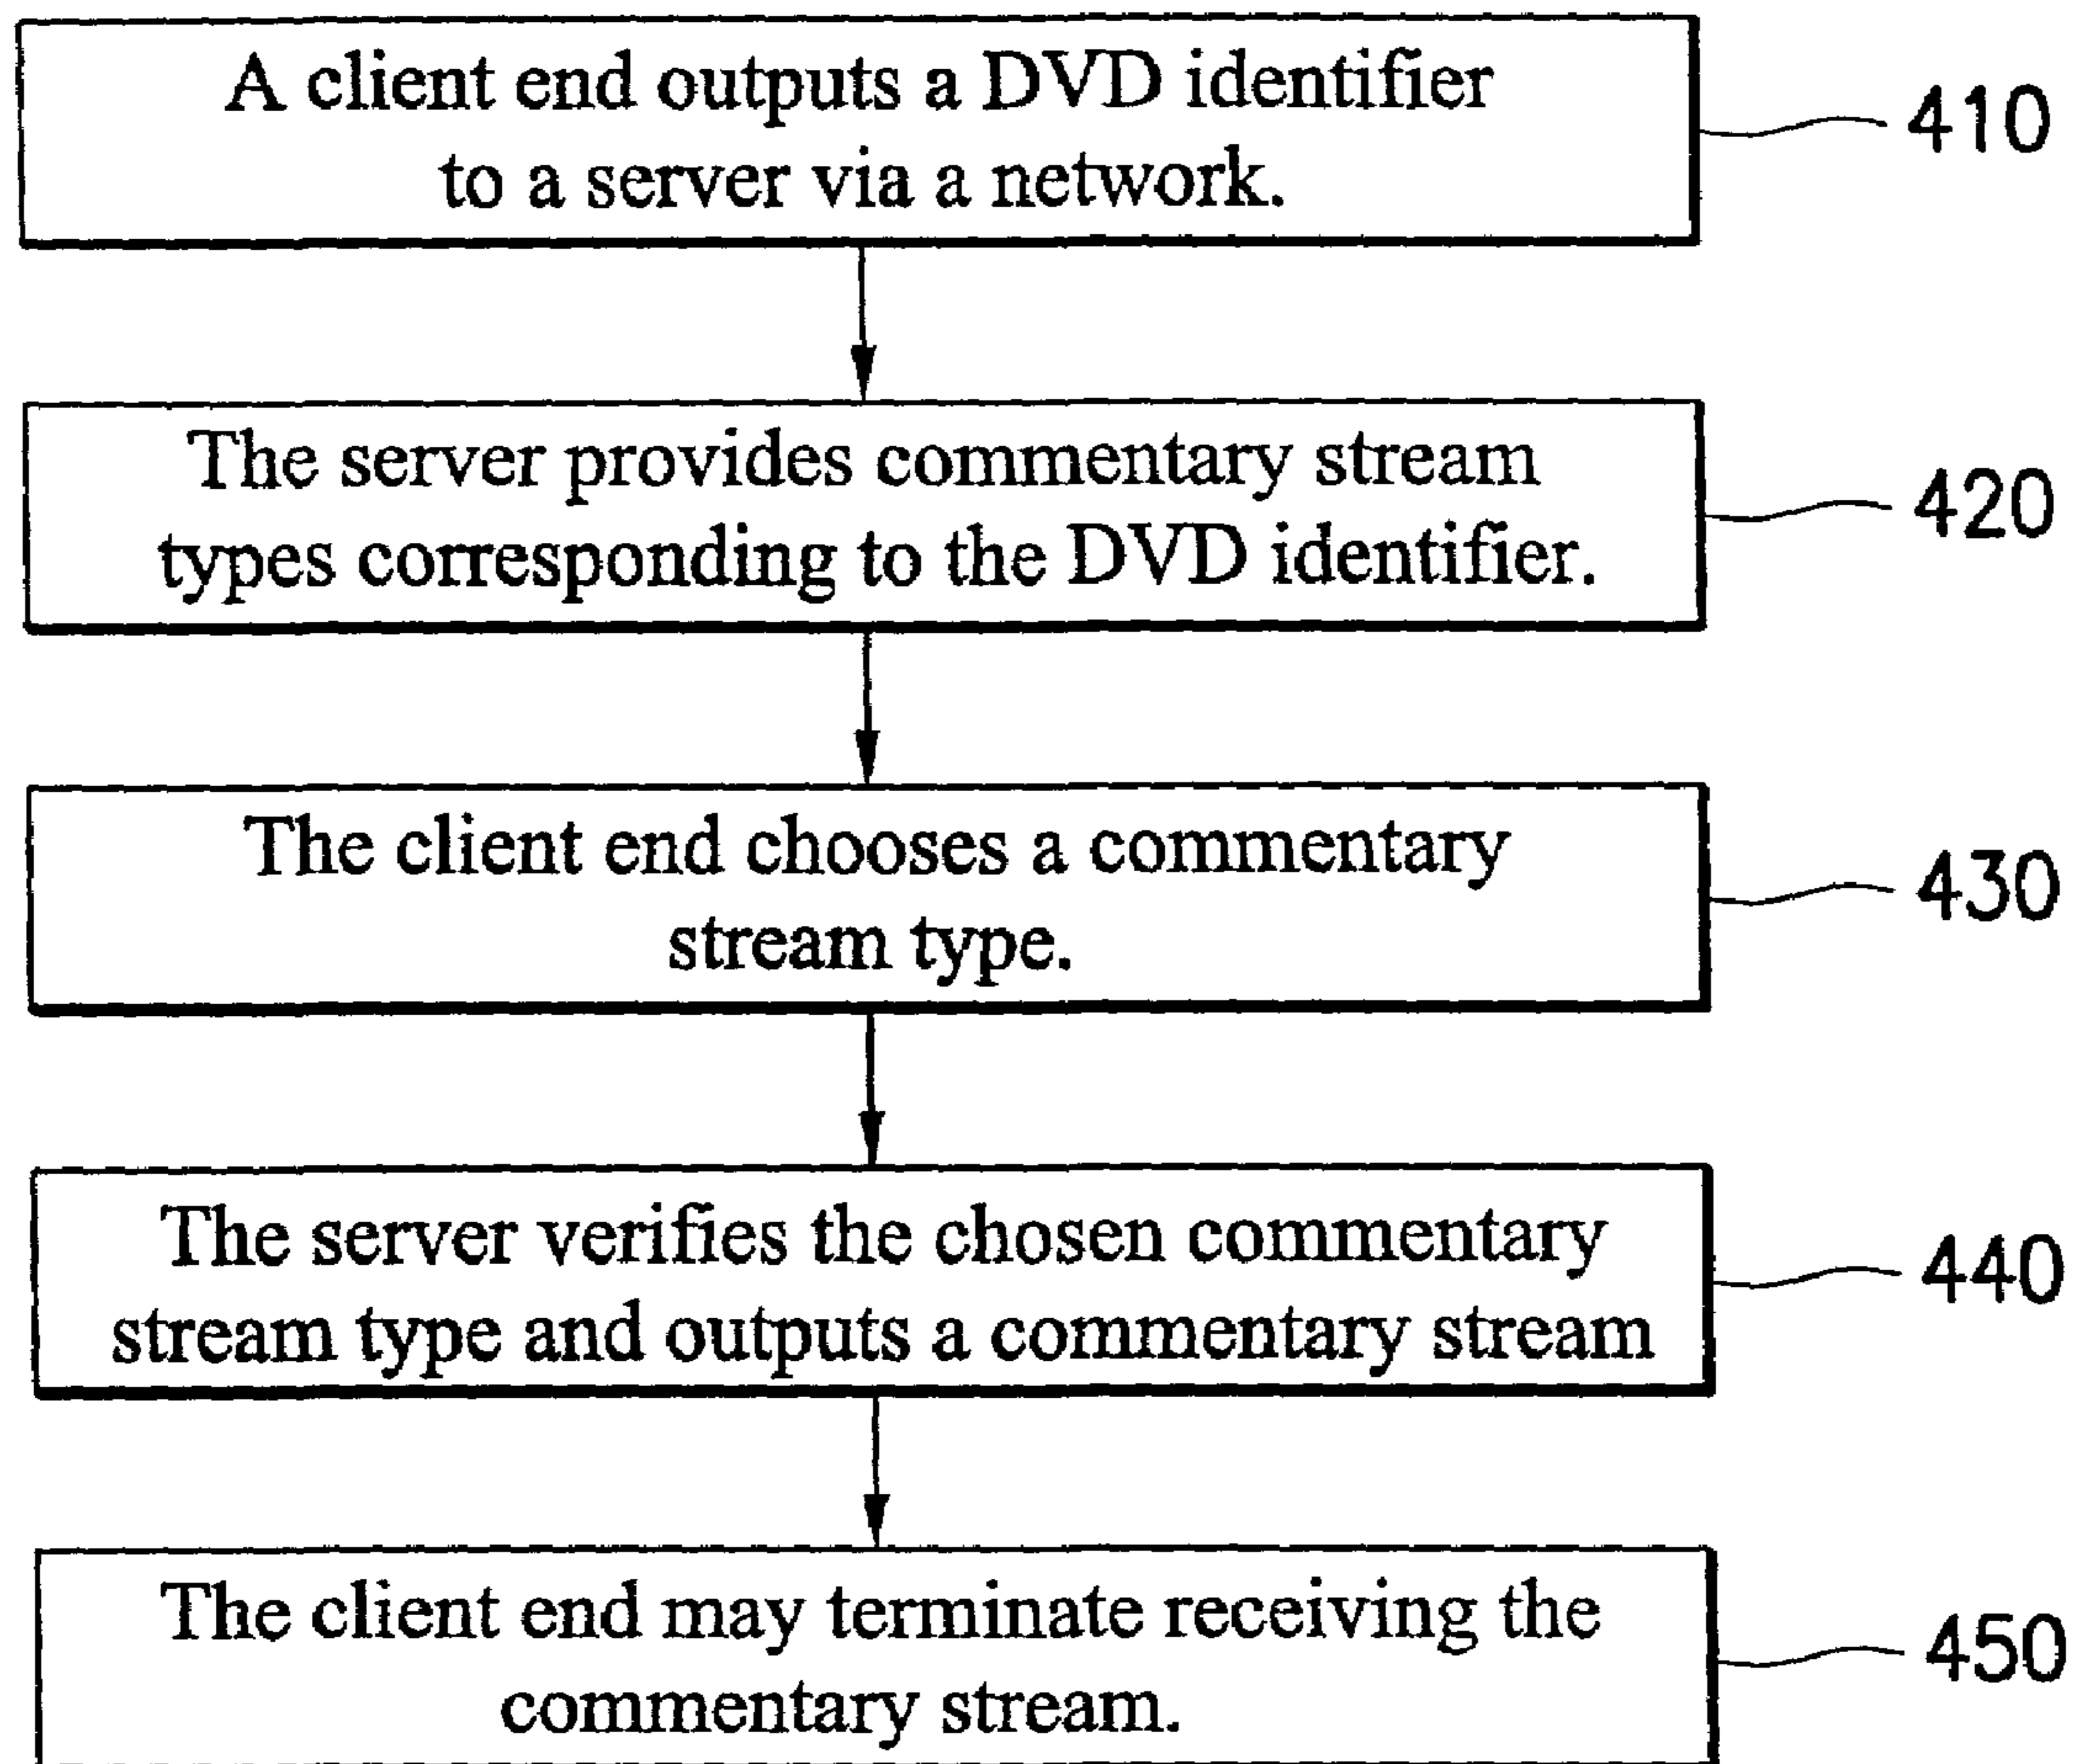 A client end outputs a DVD identifier
to a server via a network.
410
The server provides commentary stream
types corresponding to the DVD identifier.
420
The client end chooses a commentary
stream type.
430
The server verifies the chosen commentary
stream type and outputs a commentary stream
440
The client end may terminate receiving the
commentary stream.
450